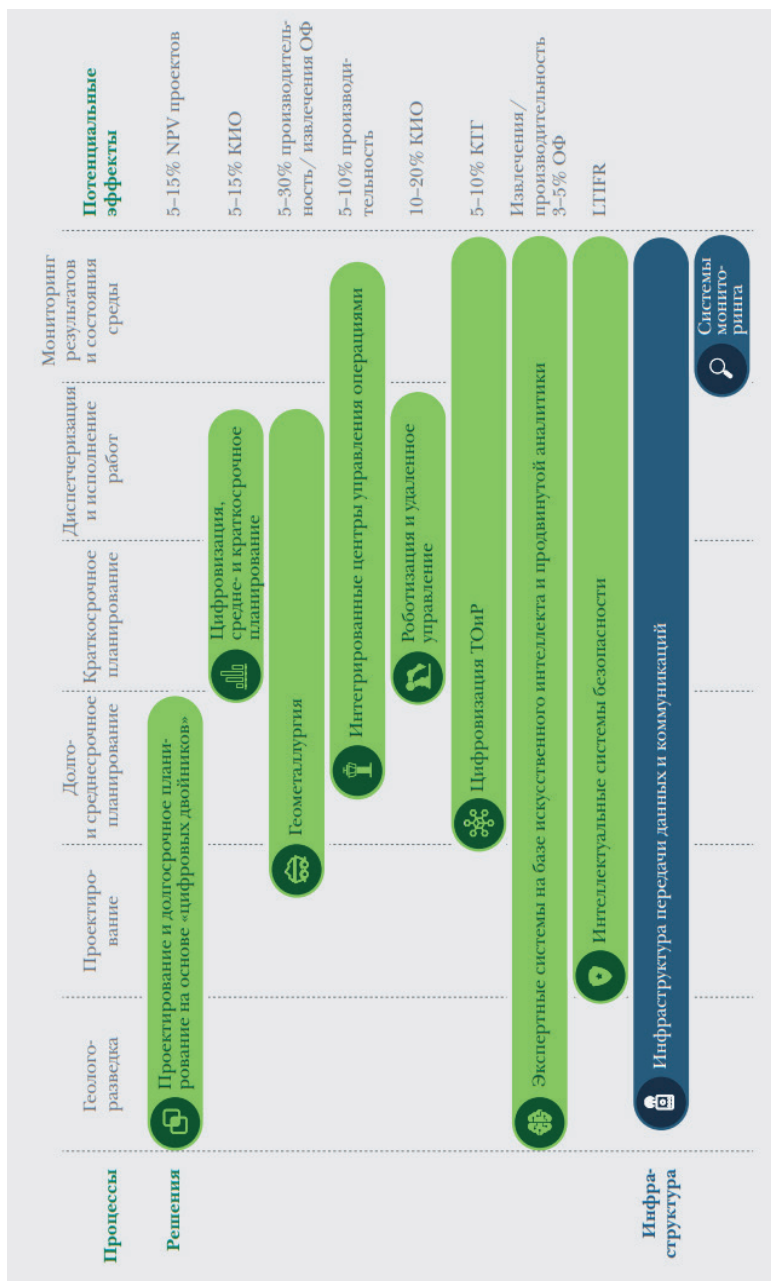 Процессы
Геолого-
разведка
Проектиро-
вание
Долго-
и среднесрочное
планирование
Краткосрочное
планирование
Диспетчеризация
и исполнение
работ
Мониторинг
результатов
и состояния
среды
Потенциальные
эффекты
Решения
Проектирование и долгосрочное плани-
рование на основе «цифровых двойников»
5–15% NPV проектов
Цифровизация,
средне- и краткосрочное
планирование
5–15% КИО
Геометаллургия
5–30% производитель-
ность/ извлечения ОФ
Интегрированные центры управления операциями
5–10% производи-
тельность
Роботизация и удаленное
управление
10–20% КИО
Цифровизация ТОиР
5–10% КТГ
Экспертные системы на базе искусственного интеллекта и продвинутой аналитики
Извлечения/
производительность
3–5% ОФ
Интеллектуальные системы безопасности
LTIFR
Инфра-
структура
Инфраструктура передачи данных и коммуникаций
Системы
монито-
ринга